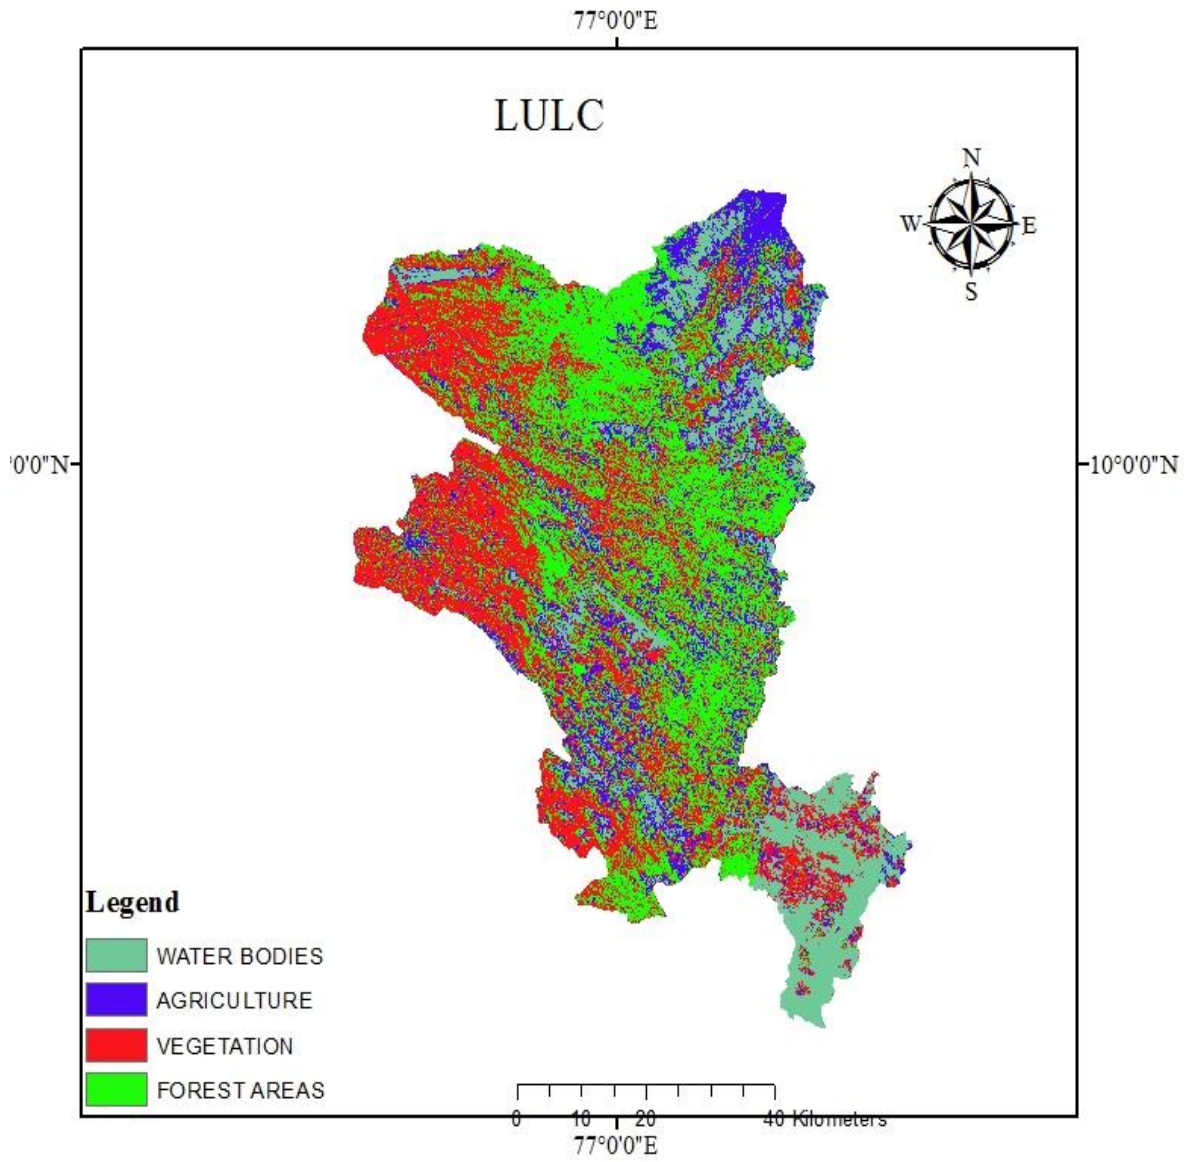 77°0'0"E
LULC
N
W E
S
0'0"N
10°0'0"N
Legend
WATER BODIES
AGRICULTURE
VEGETATION
FOREST AREAS
0 10 20 40 Kilometers
77°0'0"E